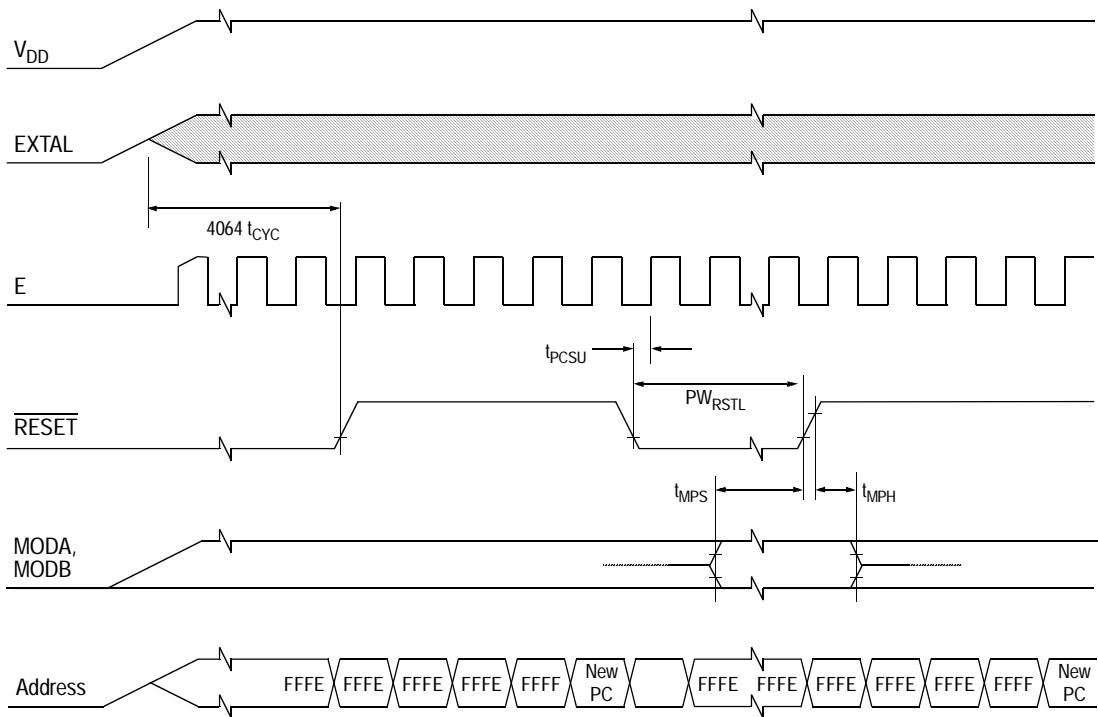 VDD
EXTAL
4064 tCYC
E
tPCSU
PWRSTL
RESET
tMPS
tMPH
MODA,
MODB
Address
FFFE FFFE FFFE FFFE FFFF New PC FFFE FFFE FFFE FFFE FFFE FFFF New PC